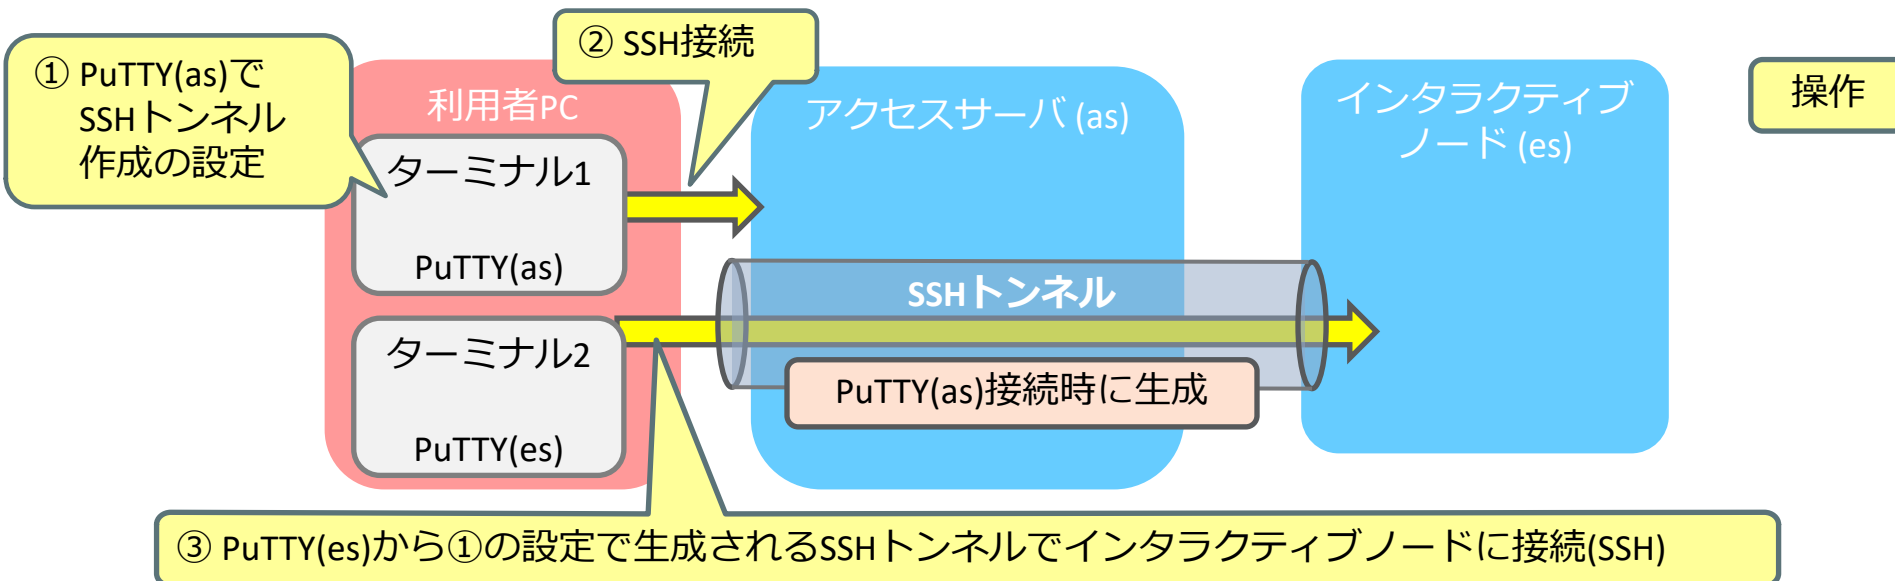 ② SSH接続
① PuTTY(as)で
SSHトンネル
作成の設定
利用者PC
アクセスサーバ (as)
インタラクティブ
ノード (es)
操作
ターミナル1
PuTTY(as)
SSHトンネル
ターミナル2
PuTTY(as)接続時に生成
PuTTY(es)
③ PuTTY(es)から①の設定で生成されるSSHトンネルでインタラクティブノードに接続(SSH)